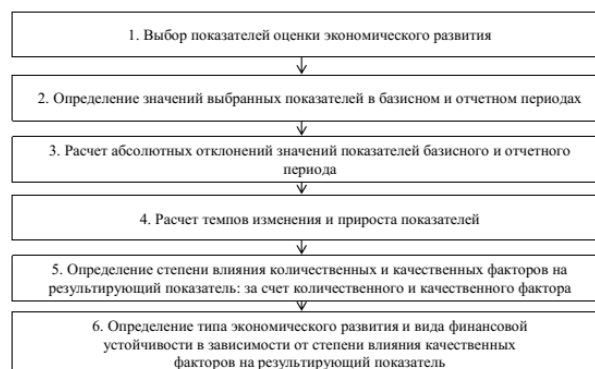 1. Выбор показателей оценки экономического развития
2. Определение значений выбранных показателей в базисном и отчетном периодах
3. Расчет абсолютных отклонений значений показателей базисного и отчетного
периода
4. Расчет темпов изменения и прироста показателей
5. Определение степени влияния количественных и качественных факторов на
результирующий показатель: за счет количественного и качественного фактора
6. Определение типа экономического развития и вида финансовой
устойчивости в зависимости от степени влияния качественных
факторов на результирующий показатель